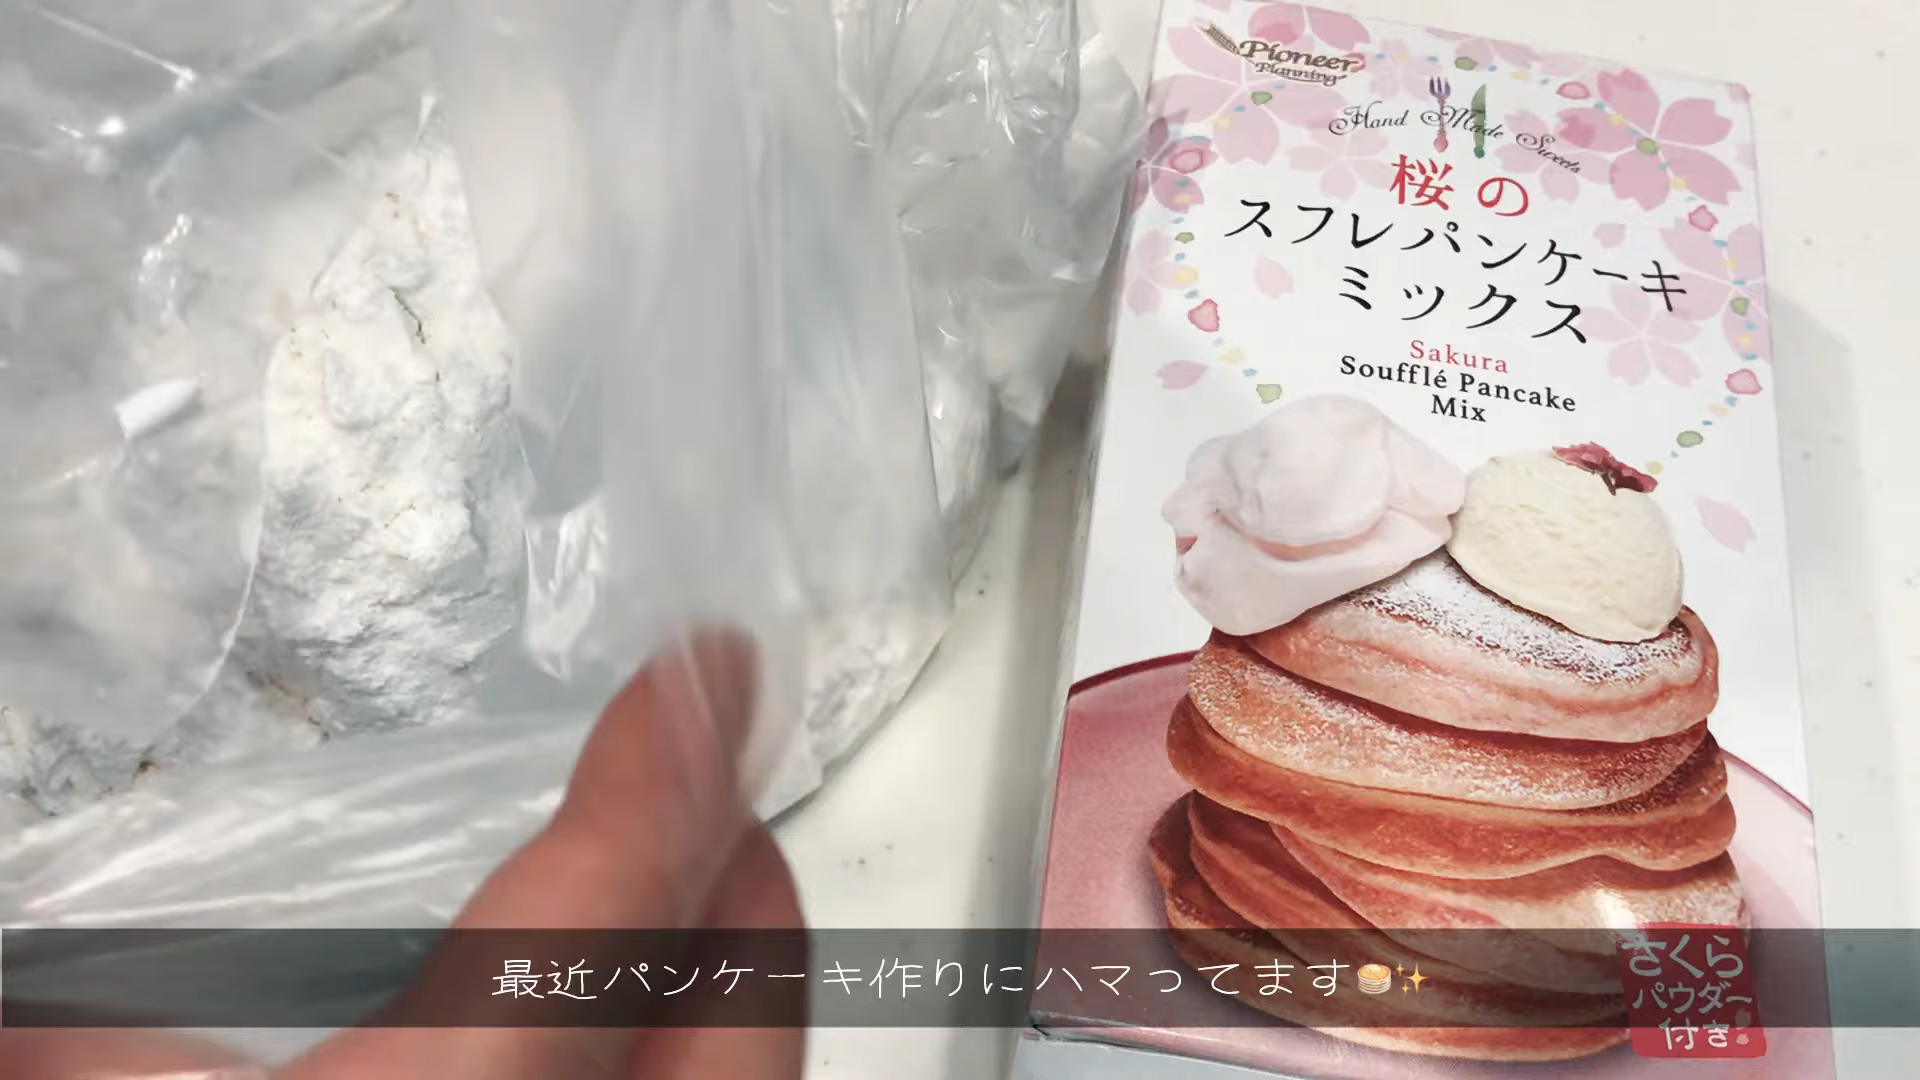 Pioneer
Planning
Hand Made Sweets
桜の
スフレパンケーキ
ミックス
Sakura
Soufflé Pancake
Mix
最近パンケーキ作りにハマってます🥞✨
さくら
パウダー
付き